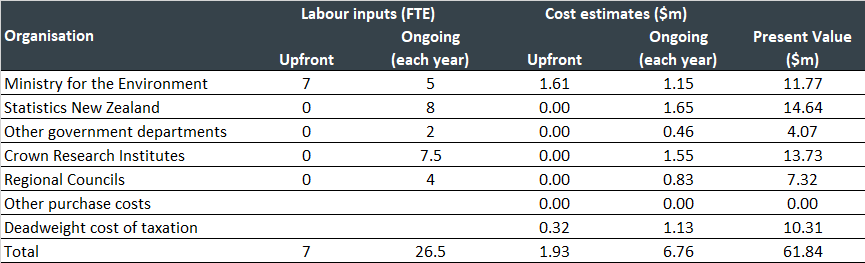 Labour inputs (FTE) Cost estimates ($m)
Organisation Ongoing Ongoing Present Value
Upfront (each year) Upfront (each year) ($m)
Ministry for the Environment 7 5 1.61 1.15 11.77
Statistics New Zealand 0 8 0.00 1.65 14.64
Other government departments 0 2 0.00 0.46 4.07
Crown Research Institutes 0 7.5 0.00 1.55 13.73
Regional Councils 0 4 0.00 0.83 7.32
Other purchase costs 0.00 0.00 0.00
Deadweight cost of taxation 0.32 1.13 10.31
Total 7 26.5 1.93 6.76 61.84